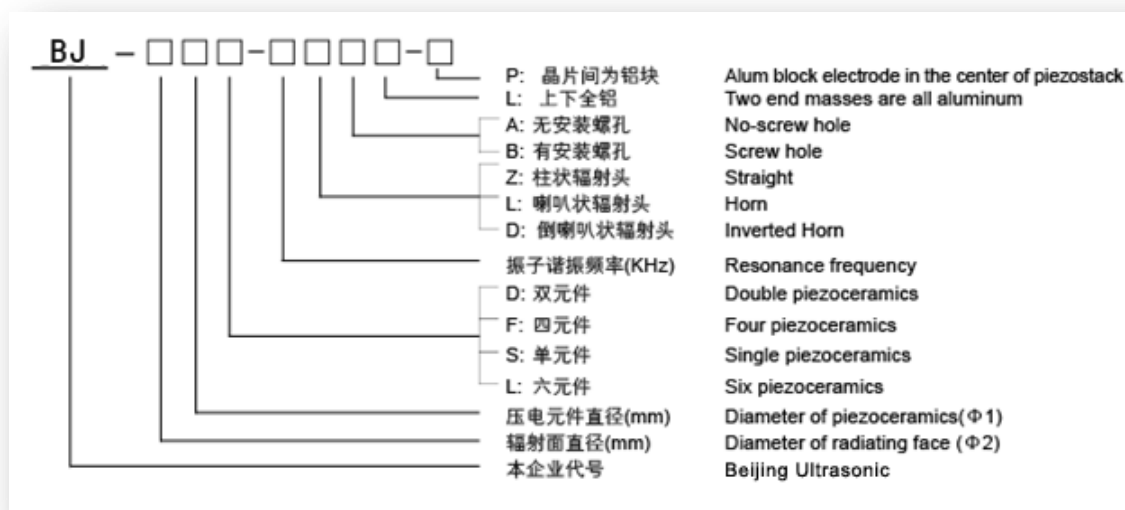 BJ - □□□-□□□□-□
P: 晶片间为铝块 Alum block electrode in the center of piezostack
L: 上下全铝 Two end masses are all aluminum
A: 无安装螺孔 No-screw hole
B: 有安装螺孔 Screw hole
Z: 柱状辐射头 Straight
L: 喇叭状辐射头 Horn
D: 倒喇叭状辐射头 Inverted Horn
振子谐振频率(KHz) Resonance frequency
D: 双元件 Double piezoceramics
F: 四元件 Four piezoceramics
S: 单元件 Single piezoceramics
L: 六元件 Six piezoceramics
压电元件直径(mm) Diameter of piezoceramics(Φ1)
辐射面直径(mm) Diameter of radiating face (Φ2)
本企业代号 Beijing Ultrasonic